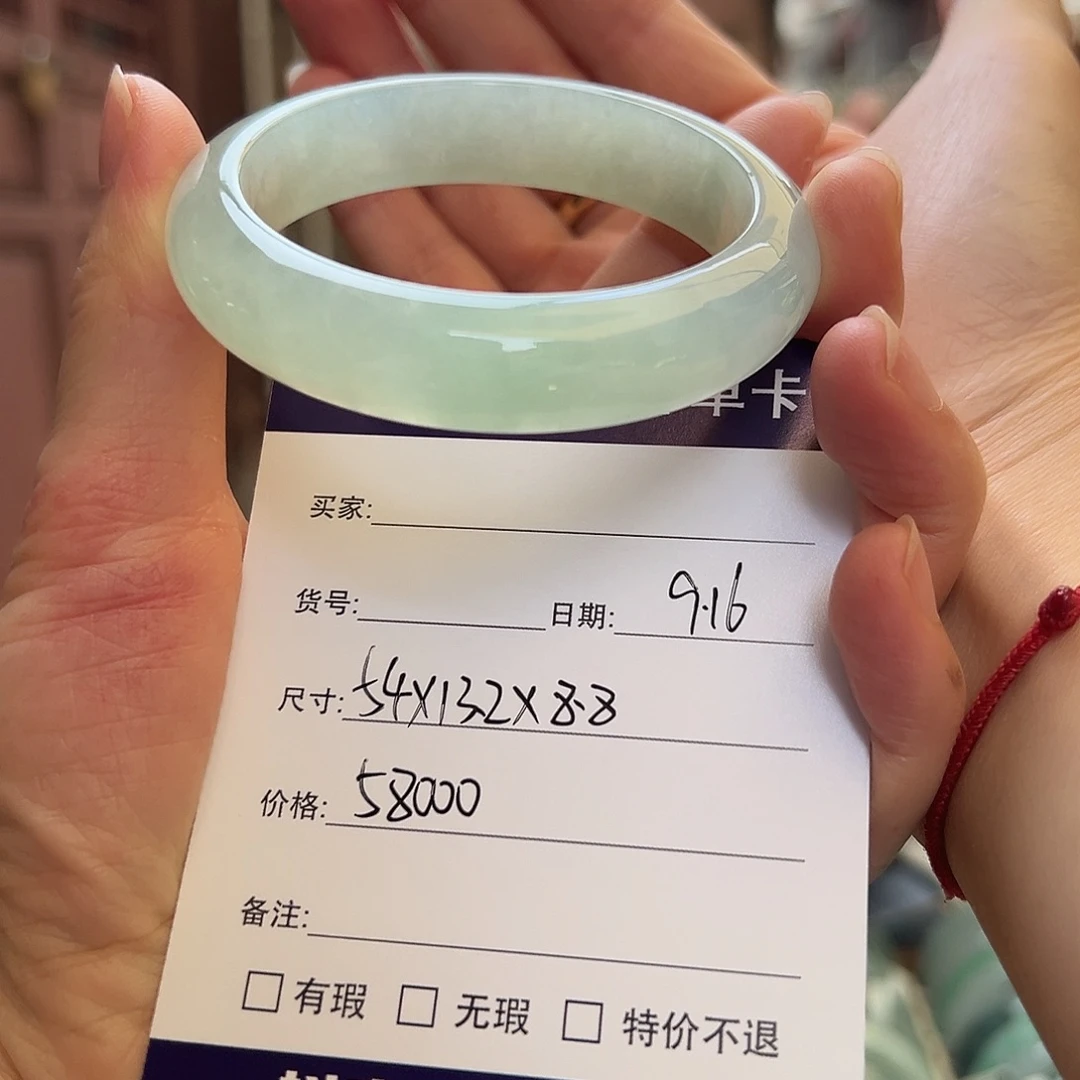 卡
买家:
货号: 日期: 9.16
尺寸: 54X13.2X8.8
价格: 58000
备注:
□ 有瑕 □ 无瑕 □ 特价不退